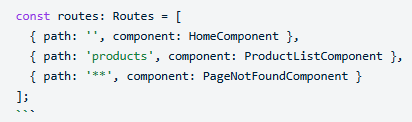 const routes: Routes = [
  { path: '', component: HomeComponent },
  { path: 'products', component: ProductListComponent },
  { path: '**', component: PageNotFoundComponent }
];
```